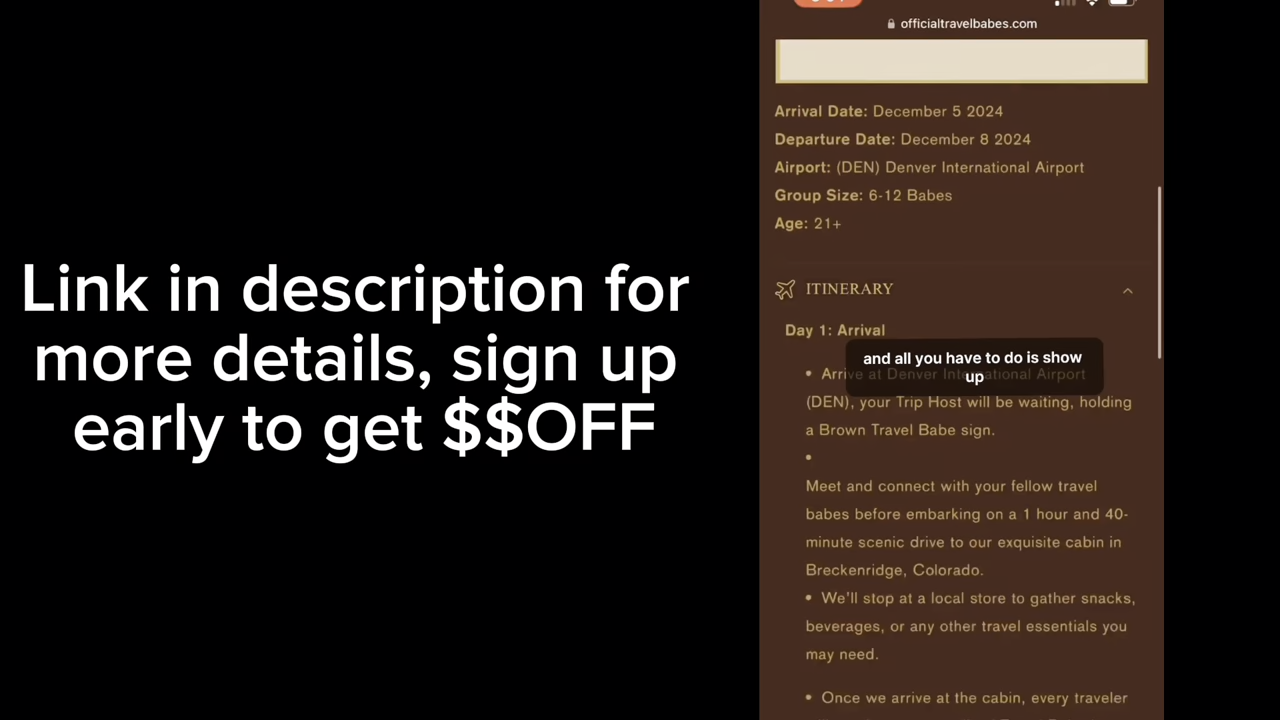 Link in description for
more details, sign up
early to get $$OFF
officialtravelbabes.com
Arrival Date: December 5 2024
Departure Date: December 8 2024
Airport: (DEN) Denver International Airport
Group Size: 6-12 Babes
Age: 21+
ITINERARY
Day 1: Arrival
and all you have to do is show
up
• Arrive at Denver International Airport
(DEN), your Trip Host will be waiting, holding
a Brown Travel Babe sign.
•
Meet and connect with your fellow travel
babes before embarking on a 1 hour and 40-
minute scenic drive to our exquisite cabin in
Breckenridge, Colorado.
• We'll stop at a local store to gather snacks,
beverages, or any other travel essentials you
may need.
• Once we arrive at the cabin, every traveler